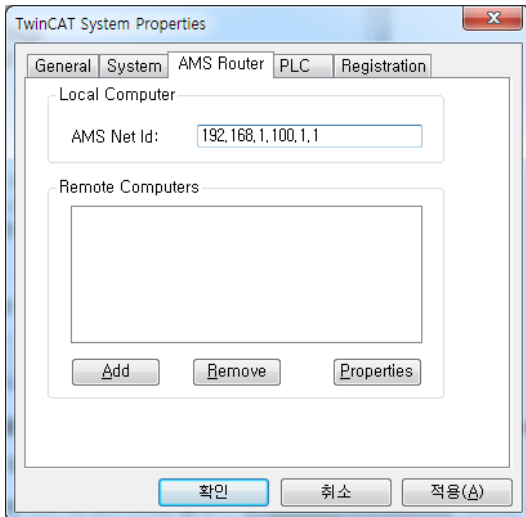 TwinCAT System Properties
General System AMS Router PLC Registration
Local Computer
AMS Net Id: 192,168,1,100,1,1
Remote Computers
Add Remove Properties
확인 취소 적용(A)